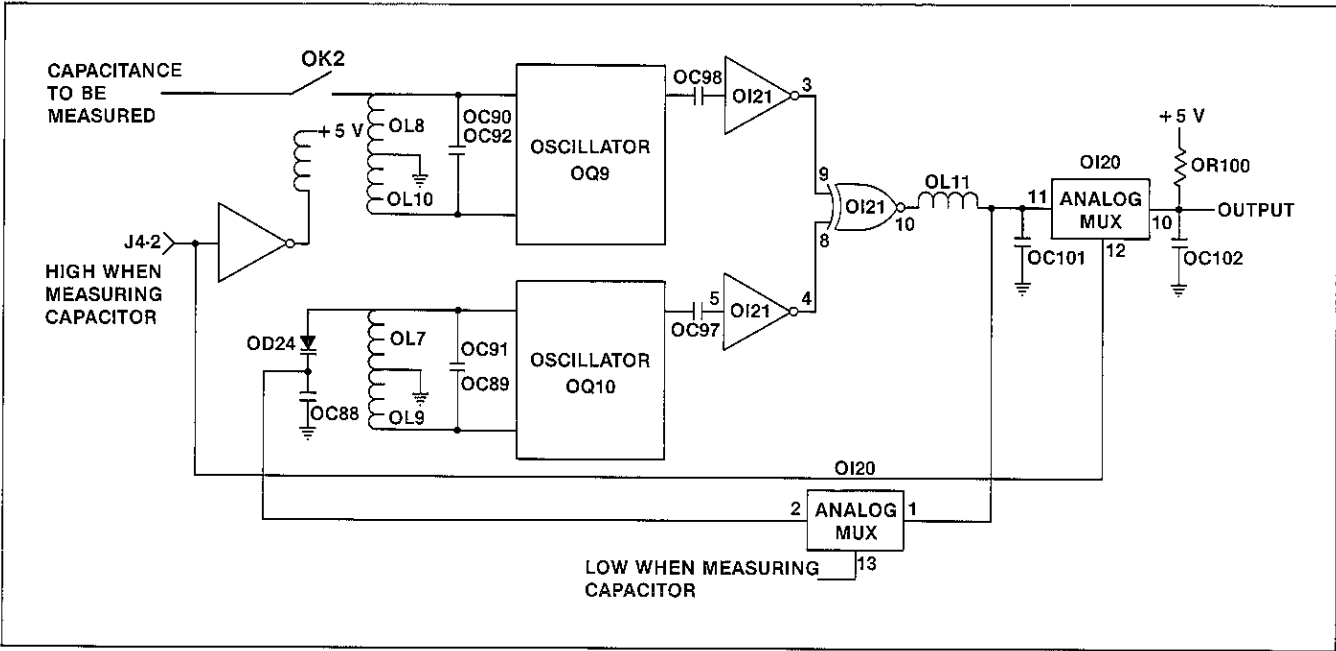 CAPACITANCE
TO BE
MEASURED
OK2
+5 V
OL8
OL10
OC90
OC92
OSCILLATOR
OQ9
OC98
OI21
3
J4-2
HIGH WHEN
MEASURING
CAPACITOR
9
8
OI21
10
OL11
OC101
11
OI20
ANALOG
MUX
10
12
+5 V
OR100
OUTPUT
OC102
OD24
OC88
OL7
OL9
OC91
OC89
OSCILLATOR
OQ10
OC97
5
OI21
4
OI20
2
ANALOG
MUX
1
13
LOW WHEN MEASURING
CAPACITOR